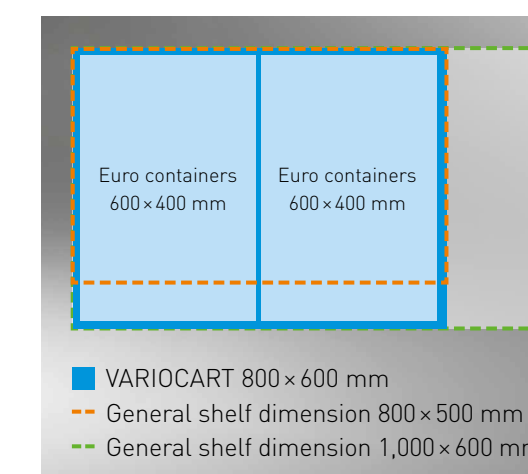 Euro containers
600 × 400 mm
Euro containers
600 × 400 mm
VARIOCART 800 × 600 mm
General shelf dimension 800 × 500 mm
General shelf dimension 1,000 × 600 mm